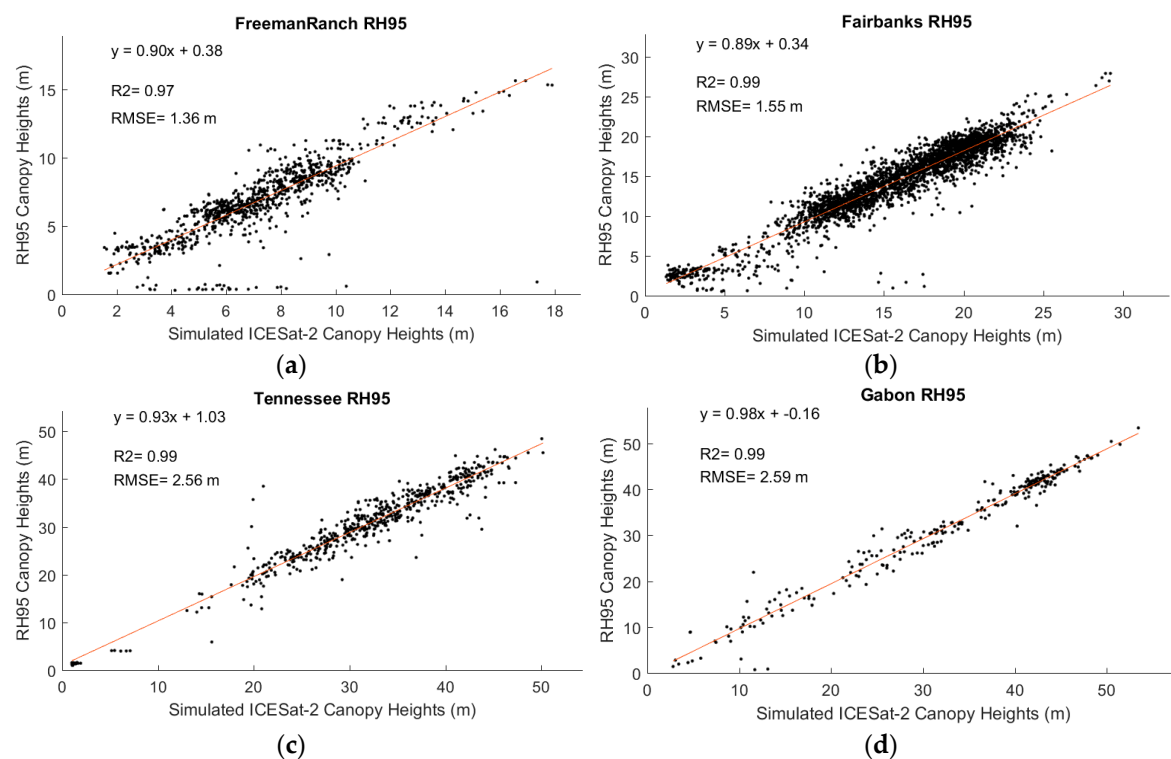 FreemanRanch RH95
y = 0.90x + 0.38
R2= 0.97
RMSE= 1.36 m
RH95 Canopy Heights (m)
15
10
5
0
0 2 4 6 8 10 12 14 16 18
Simulated ICESat-2 Canopy Heights (m)
(a)
Fairbanks RH95
y = 0.89x + 0.34
R2= 0.99
RMSE= 1.55 m
RH95 Canopy Heights (m)
30
25
20
15
10
5
0
0 5 10 15 20 25 30
Simulated ICESat-2 Canopy Heights (m)
(b)
Tennessee RH95
y = 0.93x + 1.03
R2= 0.99
RMSE= 2.56 m
RH95 Canopy Heights (m)
50
40
30
20
10
0
0 10 20 30 40 50
Simulated ICESat-2 Canopy Heights (m)
(c)
Gabon RH95
y = 0.98x + -0.16
R2= 0.99
RMSE= 2.59 m
RH95 Canopy Heights (m)
50
40
30
20
10
0
0 10 20 30 40 50
Simulated ICESat-2 Canopy Heights (m)
(d)